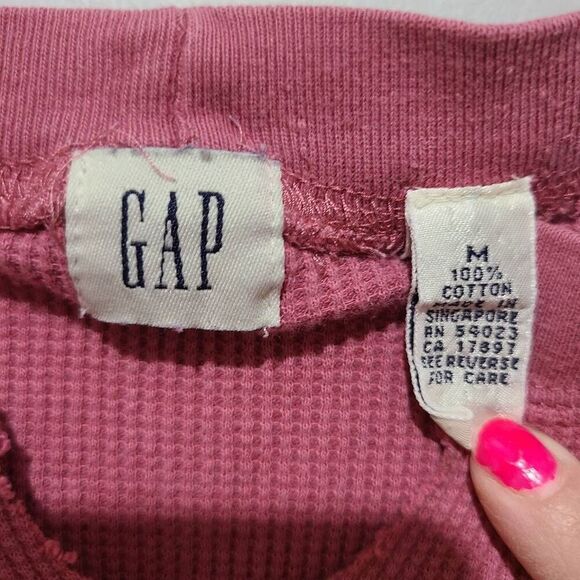 GAP
M
100%
COTTON
MADE IN
SINGAPORE
RN 54023
CA 17897
SEE REVERSE
FOR CARE